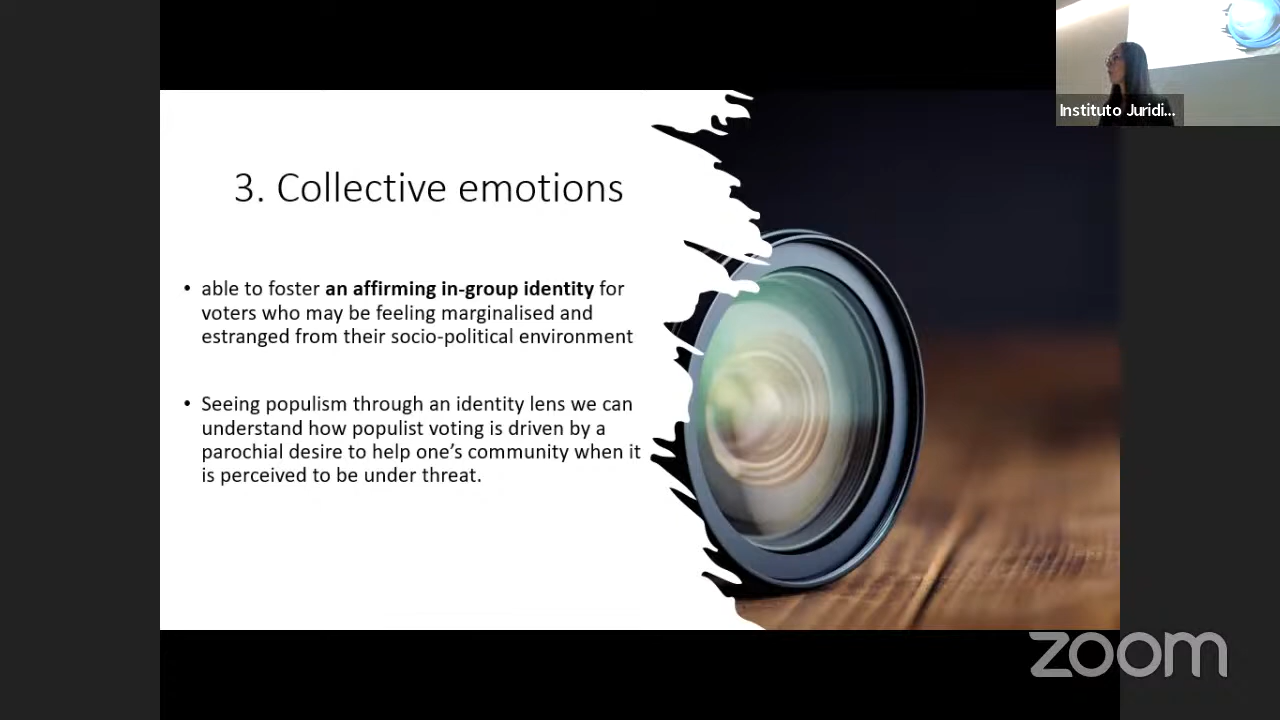 Instituto Juridi...
3. Collective emotions
• able to foster an affirming in-group identity for
voters who may be feeling marginalised and
estranged from their socio-political environment
• Seeing populism through an identity lens we can
understand how populist voting is driven by a
parochial desire to help one’s community when it
is perceived to be under threat.
zoom